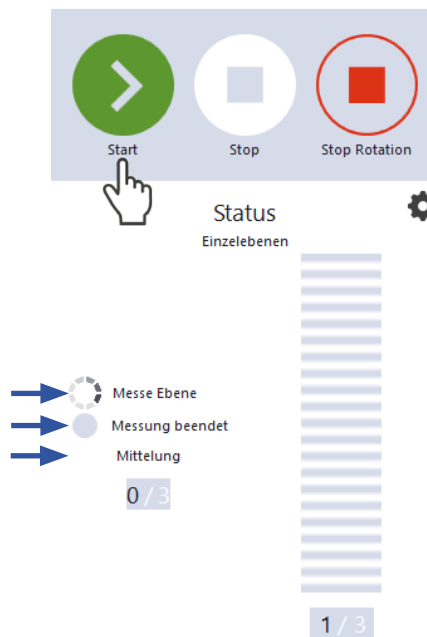 Start Stop Stop Rotation
Status
Einzelebenen
Messe Ebene
Messung beendet
Mittelung
0 / 3
1 / 3